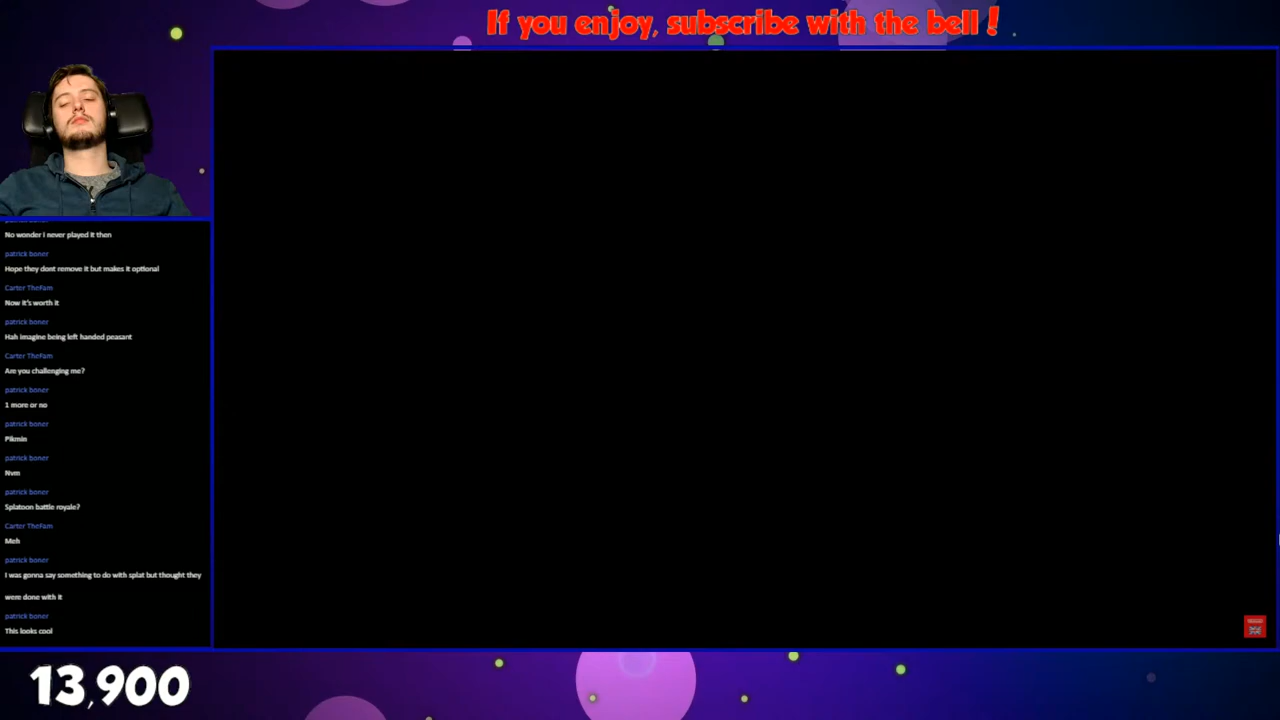 If you enjoy, subscribe with the bell!
No wonder I never played it then
patrick boner
Hope they dont remove it but makes it optional
Carter TheFam
Now it's worth it
patrick boner
Hah imagine being left handed peasant
Carter TheFam
Are you challenging me?
patrick boner
1 more or no
patrick boner
Pikmin
patrick boner
Nvm
patrick boner
Splatoon battle royale?
Carter TheFam
Meh
patrick boner
I was gonna say something to do with splat but thought they
were done with it
patrick boner
This looks cool
13,900